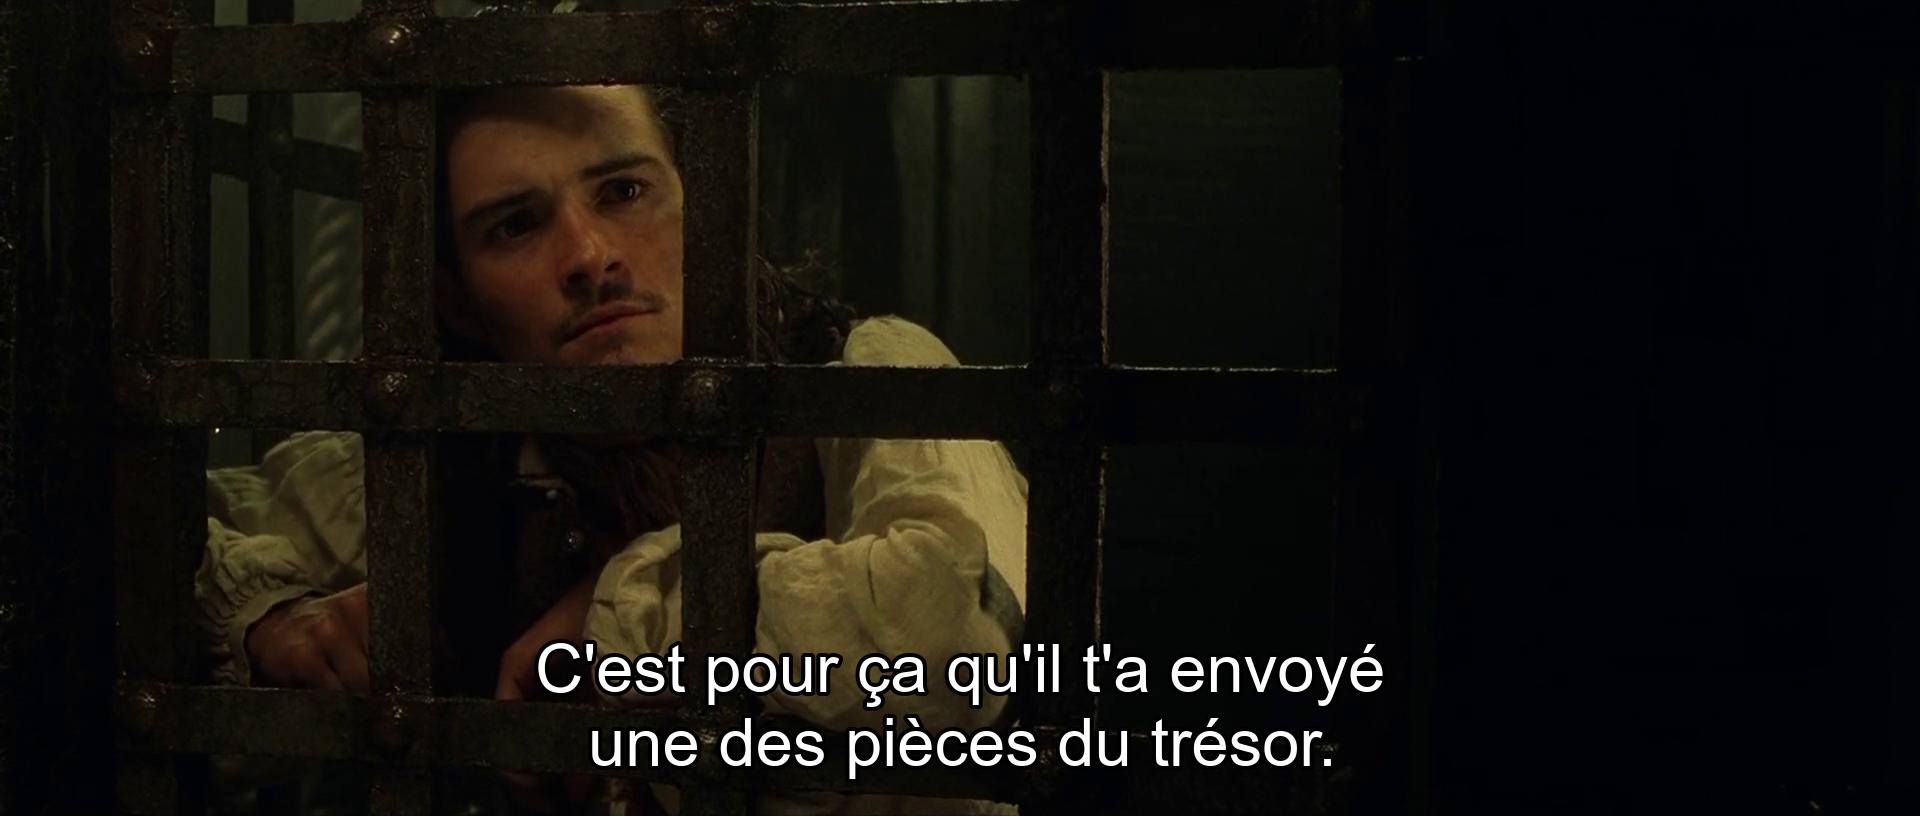 C'est pour ça qu'il t'a envoyé
une des pièces du trésor.